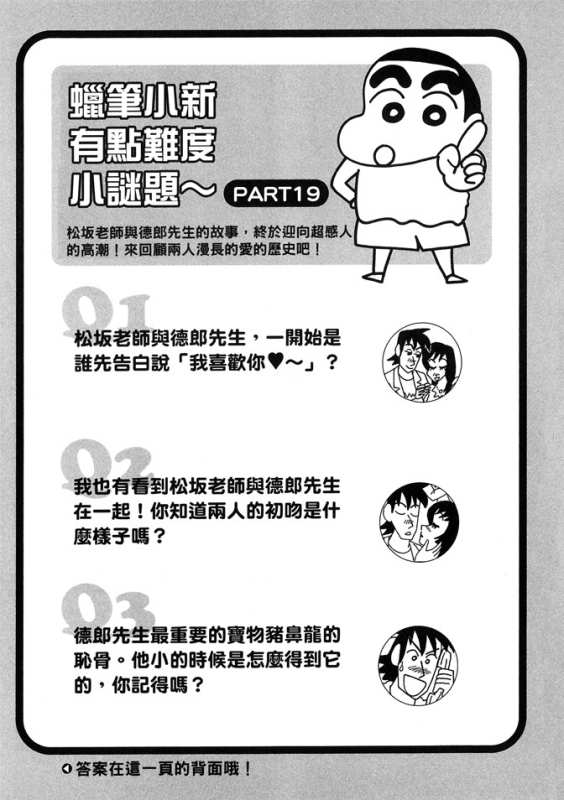 蠟筆小新
有點難度
小謎題～ PART19
松坂老師與德郎先生的故事，終於迎向超感人
的高潮！來回顧兩人漫長的愛的歷史吧！
Q1
松坂老師與德郎先生，一開始是
誰先告白說「我喜歡你♥～」？
Q2
我也有看到松坂老師與德郎先生
在一起！你知道兩人的初吻是什
麼樣子嗎？
Q3
德郎先生最重要的寶物豬鼻龍的
恥骨。他小的時候是怎麼得到它
的，你記得嗎？
答案在這一頁的背面哦！